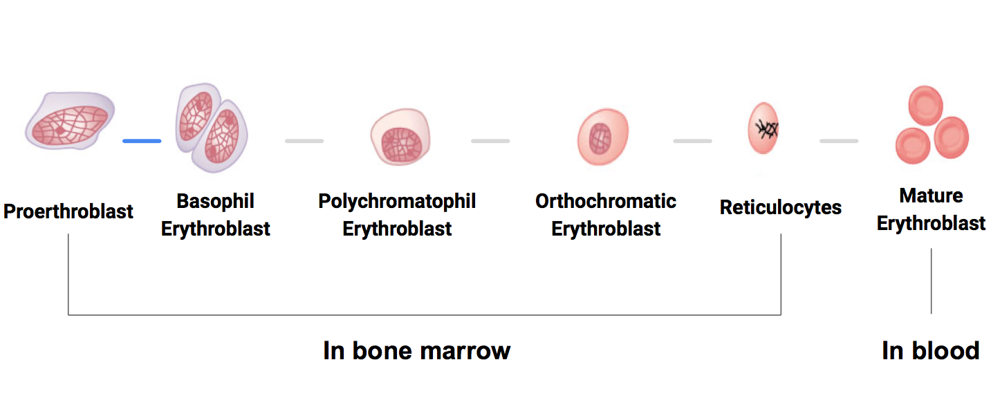 Proerthroblast
Basophil
Erythroblast
Polychromatophil
Erythroblast
Orthochromatic
Erythroblast
Reticulocytes
Mature
Erythroblast
In bone marrow
In blood